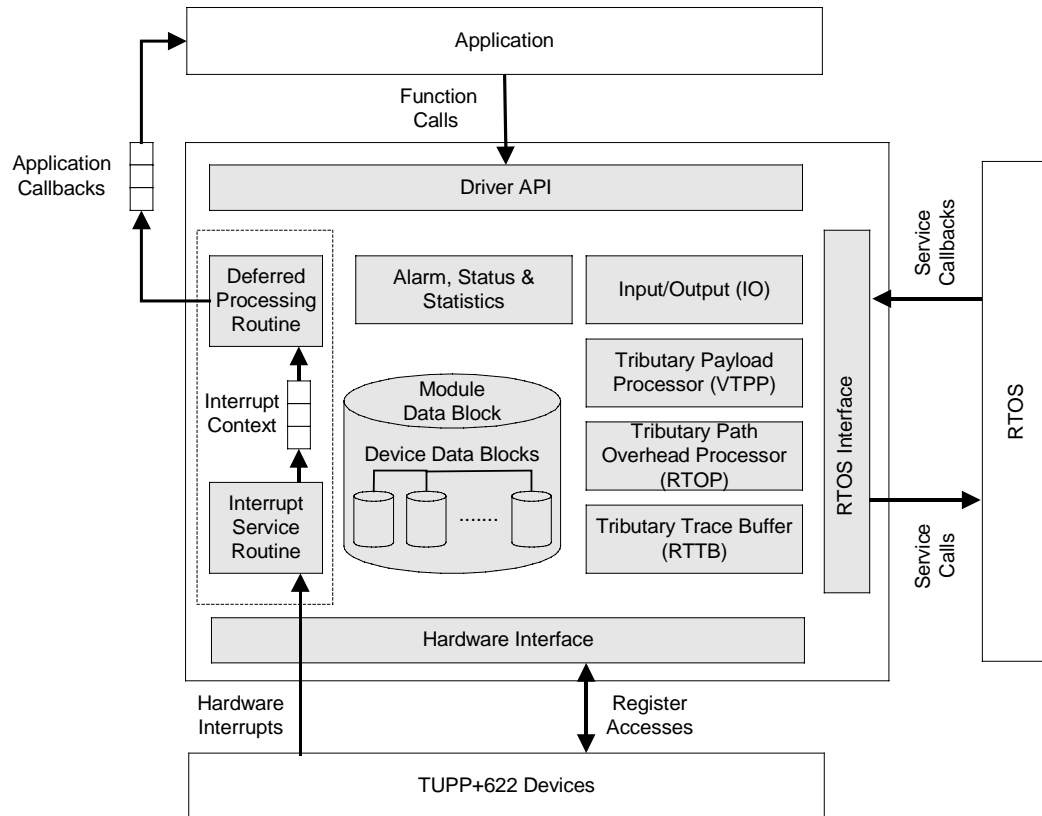 Application
Function
Calls
Application
Callbacks
Driver API
Deferred
Processing
Routine
Alarm, Status &
Statistics
Input/Output (IO)
Service
Callbacks
Tributary Payload
Processor (VTPP)
Interrupt
Context
Module
Data Block
Device Data Blocks
.......
Tributary Path
Overhead Processor
(RTOP)
RTOS Interface
RTOS
Interrupt
Service
Routine
Tributary Trace Buffer
(RTTB)
Service
Calls
Hardware Interface
Hardware
Interrupts
Register
Accesses
TUPP+622 Devices